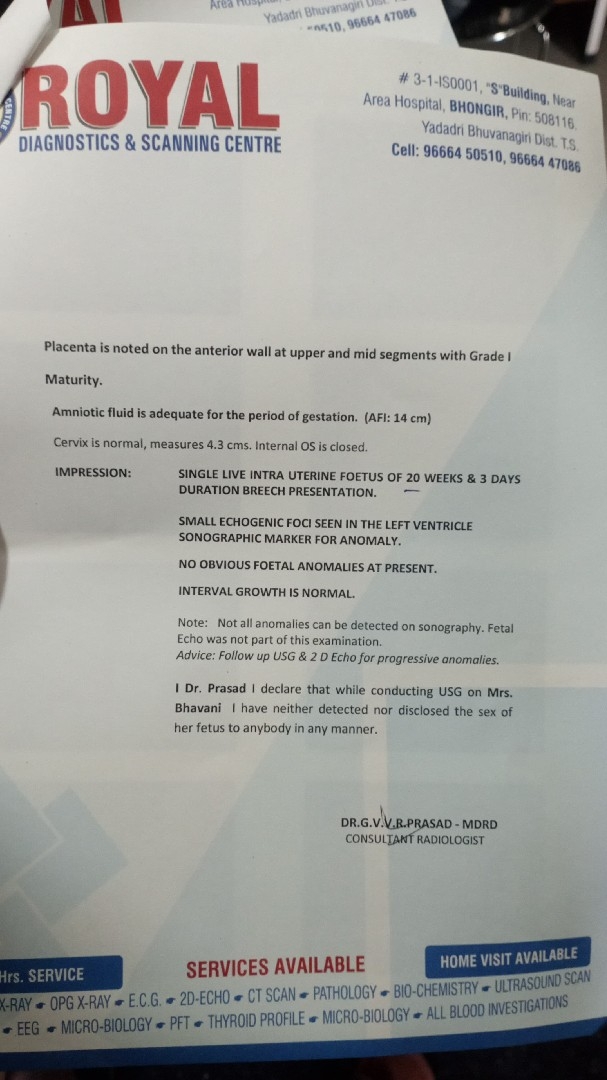 Area
Yadadri Bhuvanagiri
510, 96664 47086
ROYAL
DIAGNOSTICS & SCANNING CENTRE
CENTRE
# 3-1-IS0001, "S"Building, Near
Area Hospital, BHONGIR, Pin: 508116.
Yadadri Bhuvanagiri Dist. T.S.
Cell: 96664 50510, 96664 47086
Placenta is noted on the anterior wall at upper and mid segments with Grade I
Maturity.
Amniotic fluid is adequate for the period of gestation. (AFI: 14 cm)
Cervix is normal, measures 4.3 cms. Internal OS is closed.
IMPRESSION: SINGLE LIVE INTRA UTERINE FOETUS OF 20 WEEKS & 3 DAYS
DURATION BREECH PRESENTATION.
SMALL ECHOGENIC FOCI SEEN IN THE LEFT VENTRICLE
SONOGRAPHIC MARKER FOR ANOMALY.
NO OBVIOUS FOETAL ANOMALIES AT PRESENT.
INTERVAL GROWTH IS NORMAL.
Note: Not all anomalies can be detected on sonography. Fetal
Echo was not part of this examination.
Advice: Follow up USG & 2 D Echo for progressive anomalies.
I Dr. Prasad I declare that while conducting USG on Mrs.
Bhavani I have neither detected nor disclosed the sex of
her fetus to anybody in any manner.
DR.G.V.V.R.PRASAD - MDRD
CONSULTANT RADIOLOGIST
Hrs. SERVICE
SERVICES AVAILABLE
HOME VISIT AVAILABLE
X-RAY OPG X-RAY E.C.G. 2D-ECHO CT SCAN PATHOLOGY BIO-CHEMISTRY ULTRASOUND SCAN
EEG MICRO-BIOLOGY PFT THYROID PROFILE MICRO-BIOLOGY ALL BLOOD INVESTIGATIONS